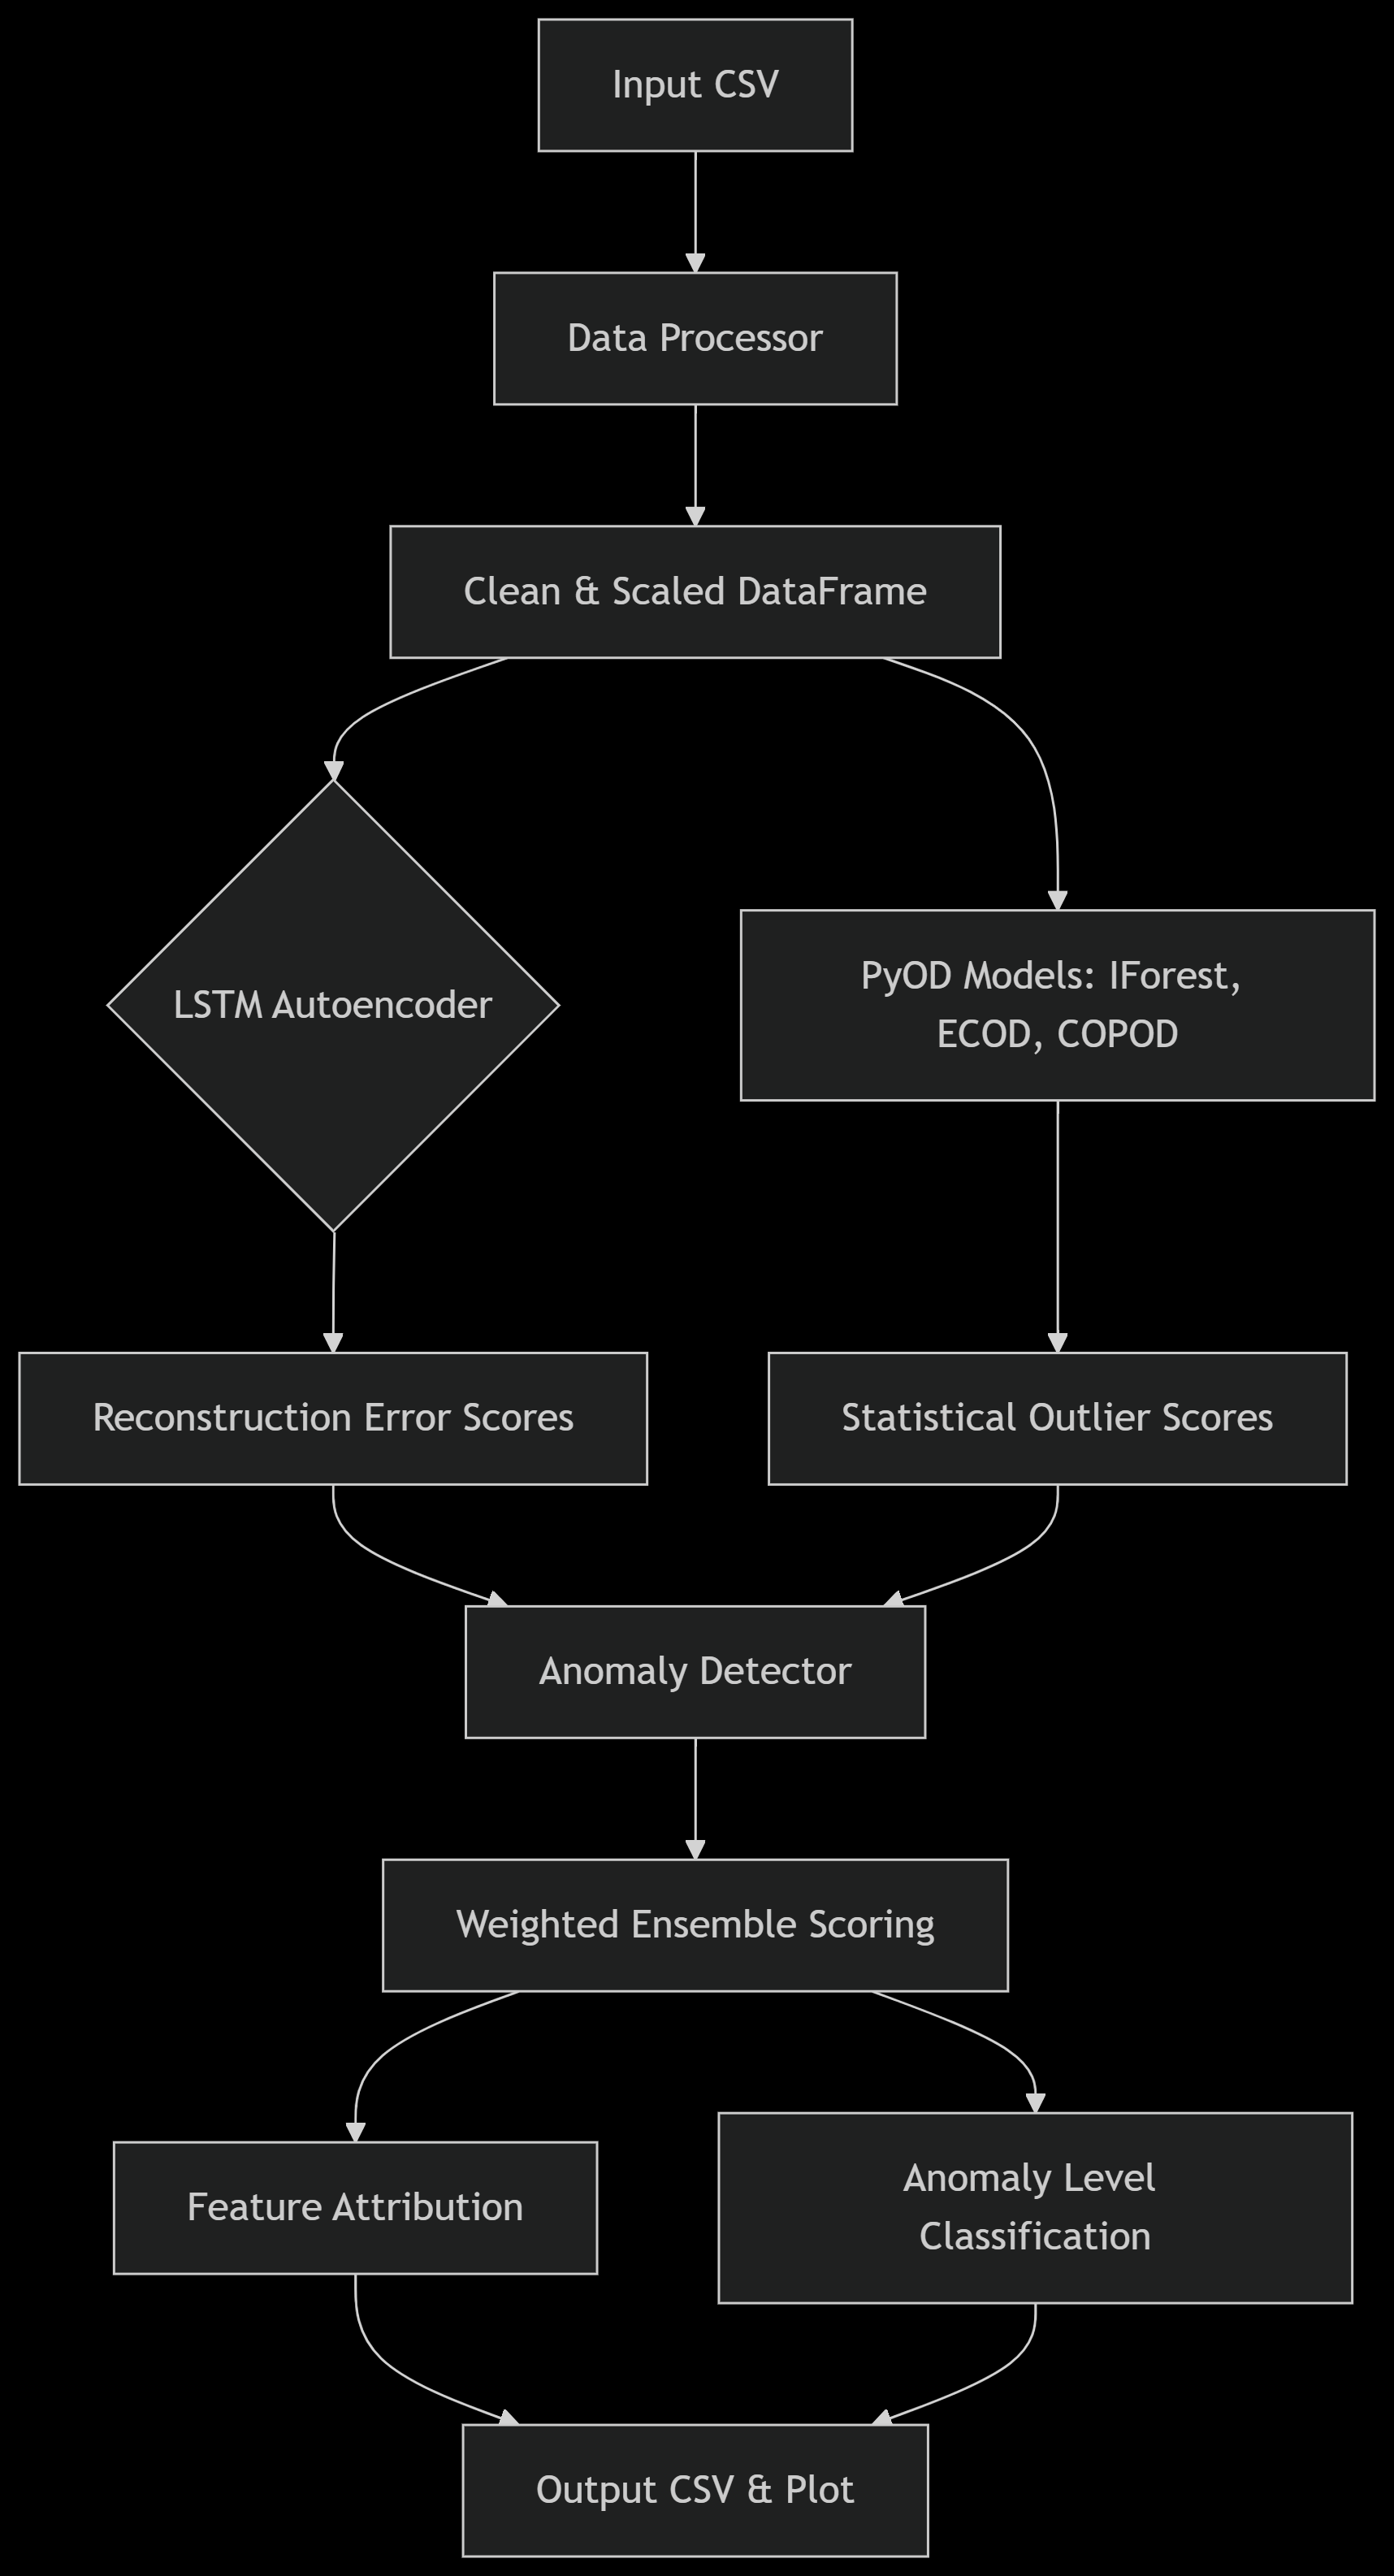 Input CSV
Data Processor
Clean & Scaled DataFrame
LSTM Autoencoder
PyOD Models: IForest,
ECOD, COPOD
Reconstruction Error Scores
Statistical Outlier Scores
Anomaly Detector
Weighted Ensemble Scoring
Feature Attribution
Anomaly Level
Classification
Output CSV & Plot